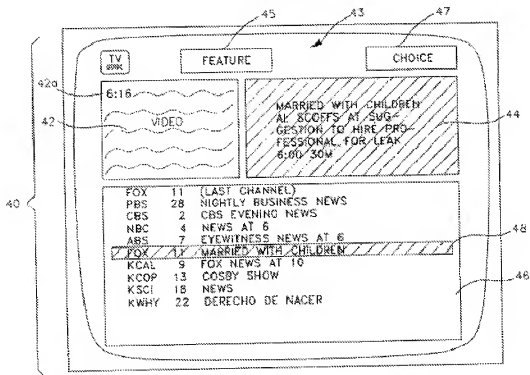 45
43
47
TV
GUIDE
FEATURE
CHOICE
42a
6:16
42
VIDEO
MARRIED WITH CHILDREN
AL SCOFFS AT SUG-
GESTION TO HIRE PRO-
FESSIONAL FOR LEAK
6:00 30M
44
40
FOX 11 (LAST CHANNEL)
PBS 28 NIGHTLY BUSINESS NEWS
CBS 2 CBS EVENING NEWS
NBC 4 NEWS AT 6
ABS 7 EYEWITNESS NEWS AT 6
FOX 11 MARRIED WITH CHILDREN
48
KCAL 9 FOX NEWS AT 10
KCOP 13 COSBY SHOW
KSCI 18 NEWS
KWHY 22 DERECHO DE NACER
46